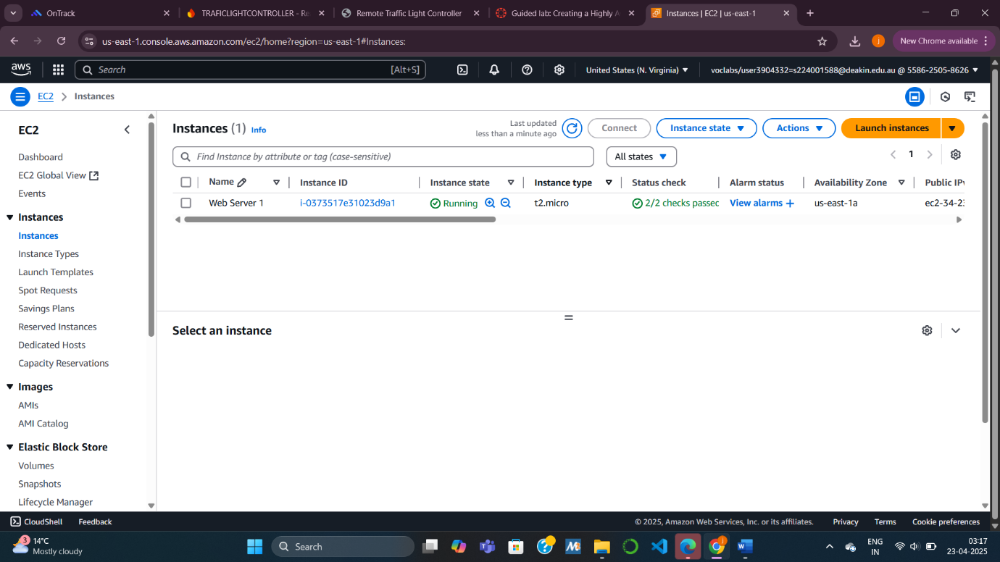 OnTrack
TRAFICLIGHTCONTROLLER - Re
Remote Traffic Light Controller
Guided lab: Creating a Highly A
Instances | EC2 | us-east-1
us-east-1.console.aws.amazon.com/ec2/home?region=us-east-1#Instances:
j
New Chrome available
aws
Search
[Alt+S]
United States (N. Virginia)
voclabs/user3904332=s224001588@deakin.edu.au @ 5586-2505-8626
EC2
Instances
EC2
Dashboard
EC2 Global View
Events
Instances
Instances
Instance Types
Launch Templates
Spot Requests
Savings Plans
Reserved Instances
Dedicated Hosts
Capacity Reservations
Images
AMIs
AMI Catalog
Elastic Block Store
Volumes
Snapshots
Lifecycle Manager
Instances (1) Info
Last updated
less than a minute ago
Connect
Instance state
Actions
Launch instances
Find Instance by attribute or tag (case-sensitive)
All states
1
Name Instance ID Instance state Instance type Status check Alarm status Availability Zone Public IPv
Web Server 1 i-0373517e31023d9a1 Running t2.micro 2/2 checks passed View alarms + us-east-1a ec2-34-23
Select an instance
CloudShell Feedback
© 2025, Amazon Web Services, Inc. or its affiliates. Privacy Terms Cookie preferences
3
14°C
Mostly cloudy
Search
ENG
IN
03:17
23-04-2025